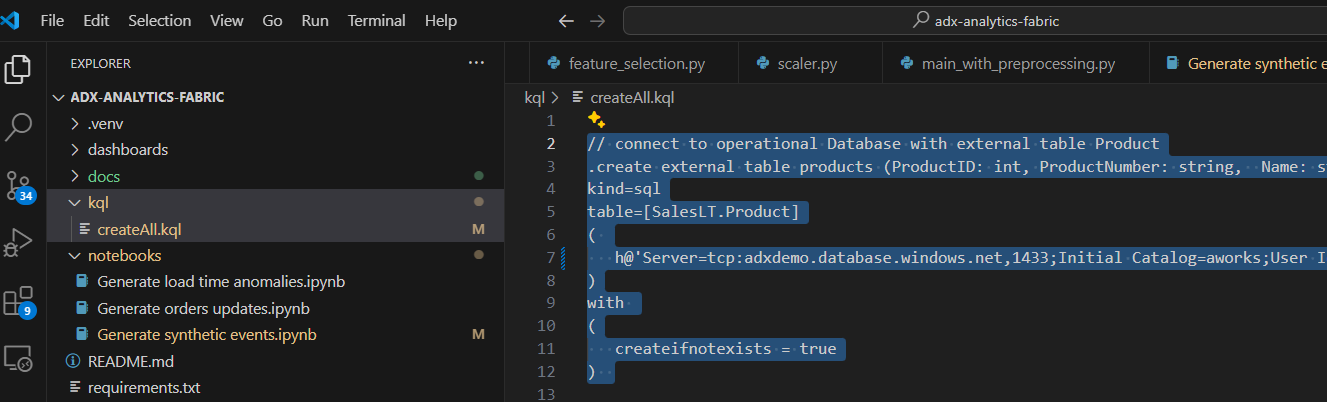 File Edit Selection View Go Run Terminal Help
adx-analytics-fabric
EXPLORER
ADX-ANALYTICS-FABRIC
.venv
dashboards
docs
kql
createAll.kql M
notebooks
Generate load time anomalies.ipynb
Generate orders updates.ipynb
Generate synthetic events.ipynb M
README.md
requirements.txt
34
9
feature_selection.py scaler.py main_with_preprocessing.py Generate synthetic e
kql > createAll.kql
1
2 // connect to operational Database with external table Product
3 .create external table products (ProductID: int, ProductNumber: string,  Name: s
4 kind=sql
5 table=[SalesLT.Product]
6 (
7 h@'Server=tcp:adxdemo.database.windows.net,1433;Initial Catalog=aworks;User I
8 )
9 with
10 (
11 createifnotexists = true
12 )
13